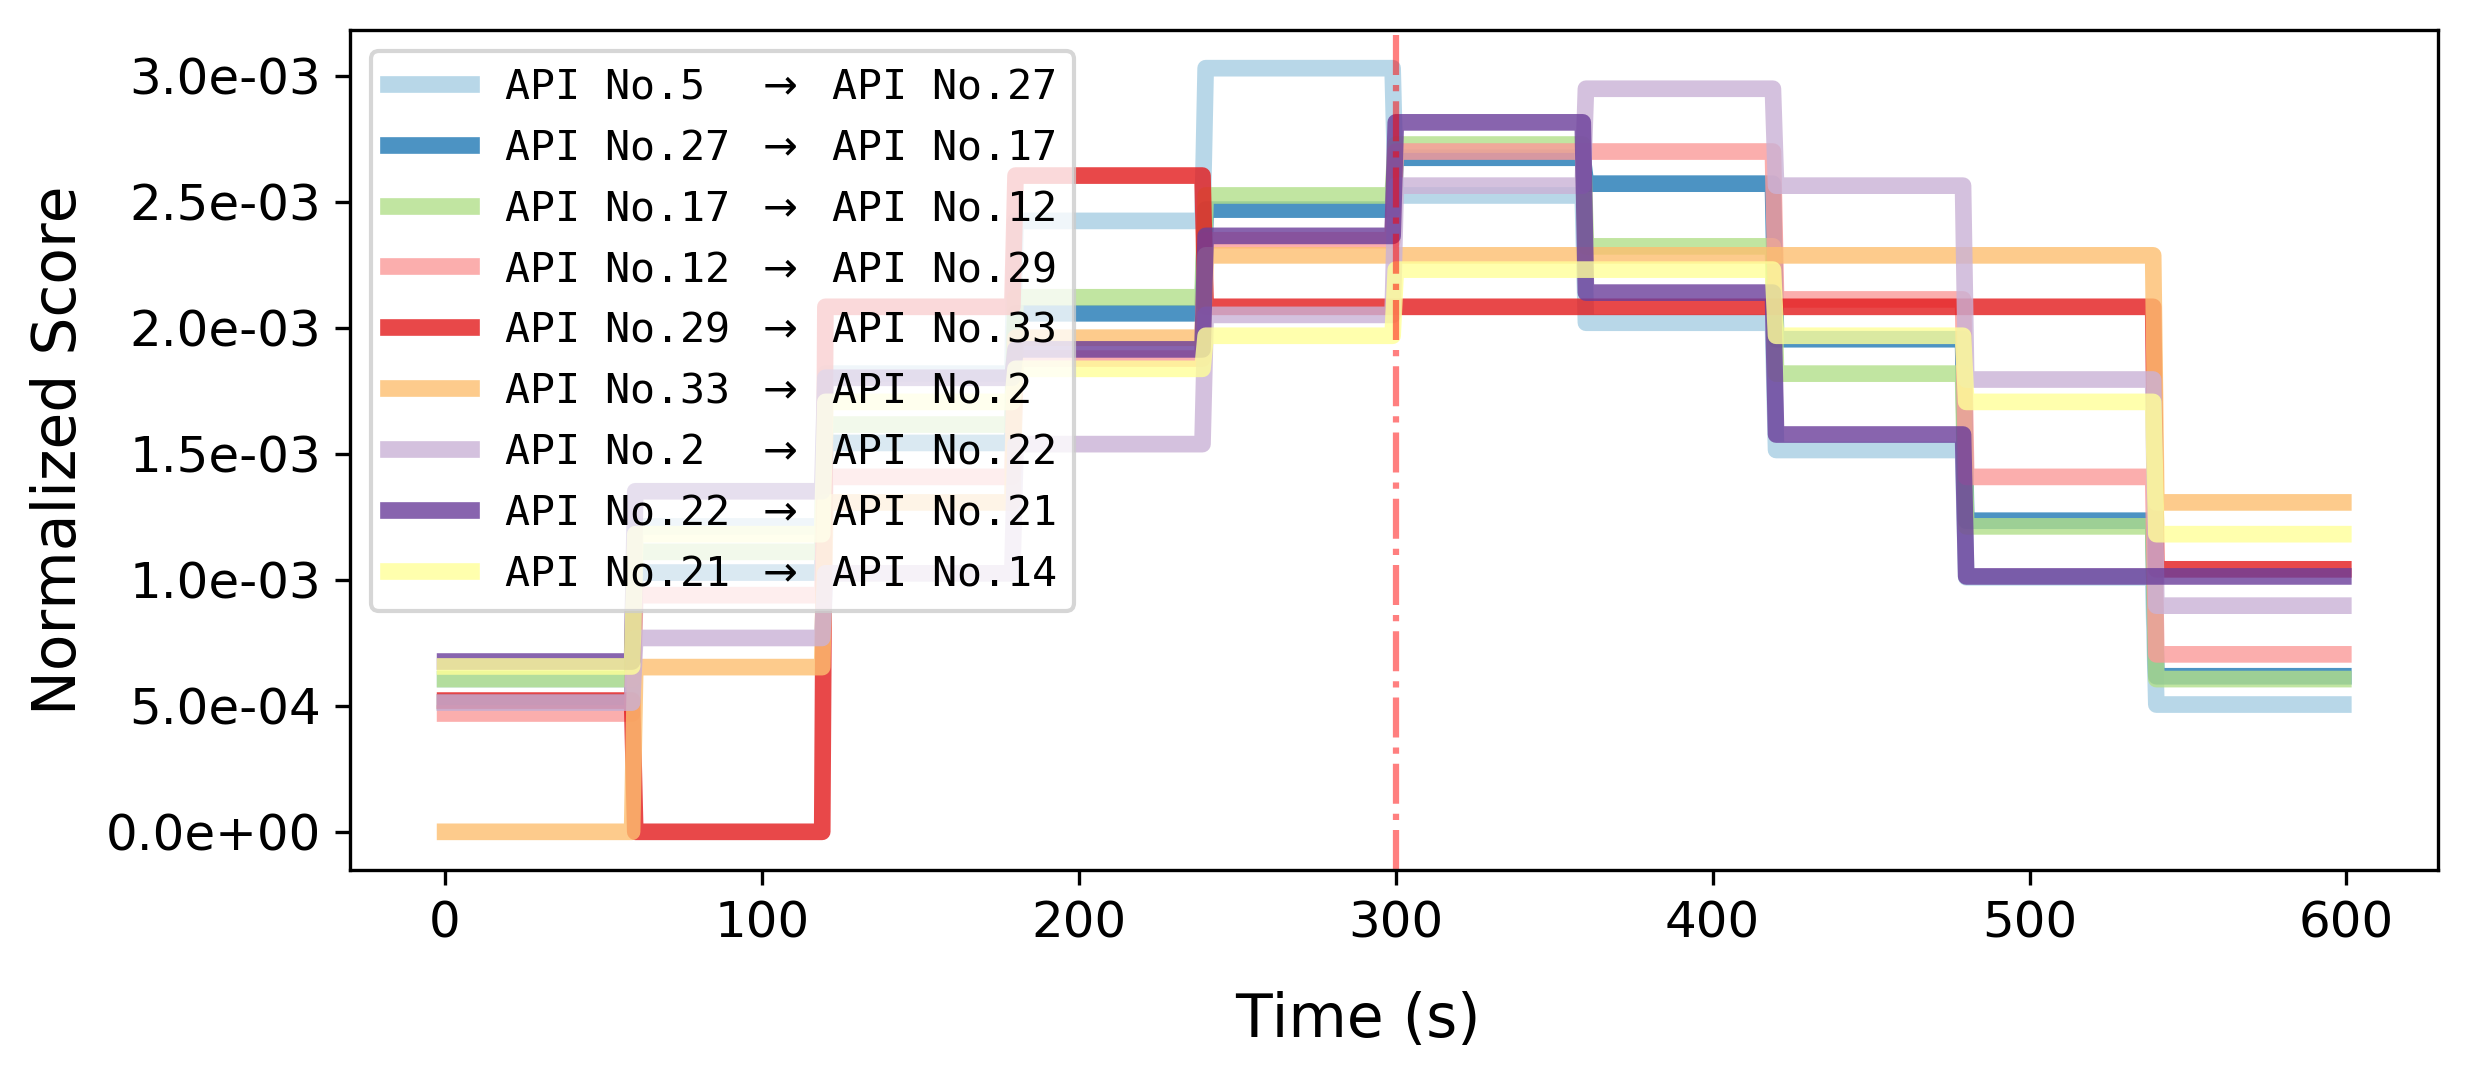 Normalized Score
3.0e-03
2.5e-03
2.0e-03
1.5e-03
1.0e-03
5.0e-04
0.0e+00
API No.5 → API No.27
API No.27 → API No.17
API No.17 → API No.12
API No.12 → API No.29
API No.29 → API No.33
API No.33 → API No.2
API No.2 → API No.22
API No.22 → API No.21
API No.21 → API No.14
0 100 200 300 400 500 600
Time (s)